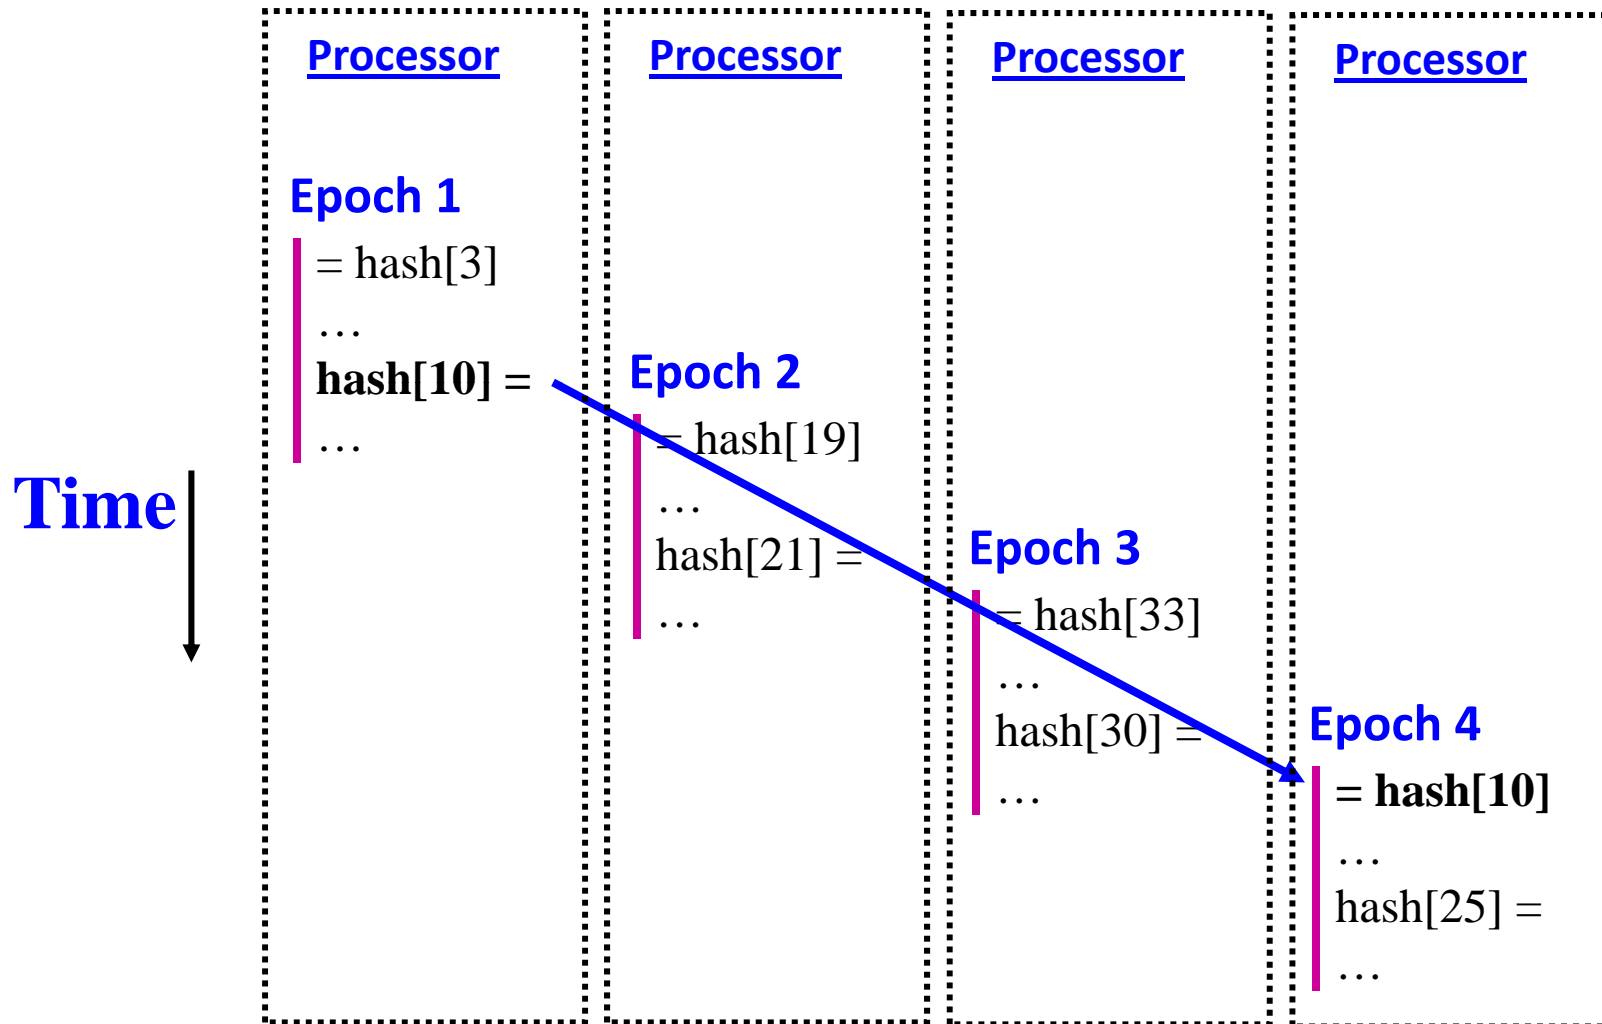 Processor
Processor
Processor
Processor
Epoch 1
= hash[3]
…
hash[10] =
…
Epoch 2
= hash[19]
…
hash[21] =
…
Time
Epoch 3
= hash[33]
…
hash[30] =
…
Epoch 4
= hash[10]
…
hash[25] =
…